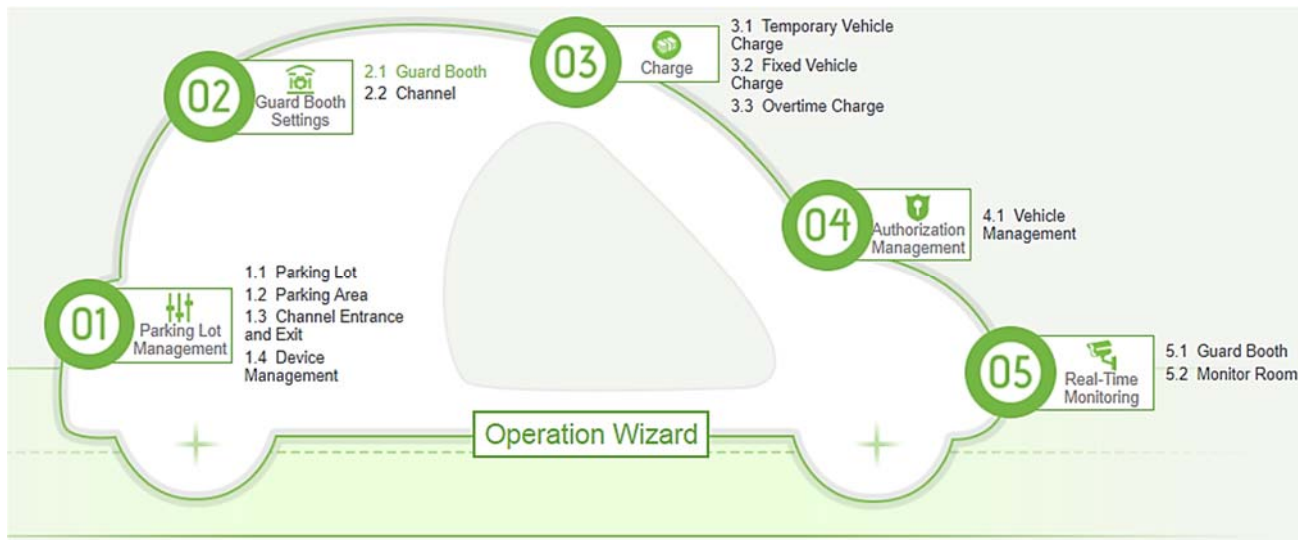 01
Parking Lot
Management
1.1 Parking Lot
1.2 Parking Area
1.3 Channel Entrance
and Exit
1.4 Device
Management
02
Guard Booth
Settings
2.1 Guard Booth
2.2 Channel
03
Charge
3.1 Temporary Vehicle
Charge
3.2 Fixed Vehicle
Charge
3.3 Overtime Charge
04
Authorization
Management
4.1 Vehicle
Management
05
Real-Time
Monitoring
5.1 Guard Booth
5.2 Monitor Room
Operation Wizard